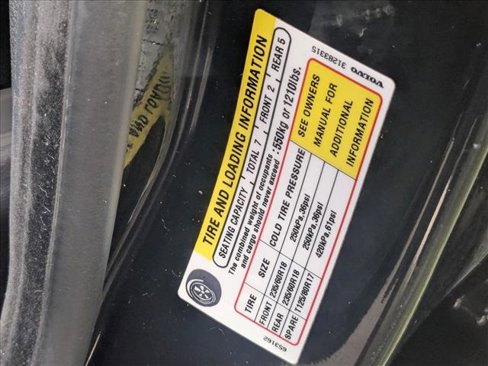 TIRE AND LOADING INFORMATION
SEATING CAPACITY TOTAL 7 FRONT 2 REAR 5
The combined weight of occupants
and cargo should never exceed :550kg or 1210lbs.
TIRE SIZE COLD TIRE PRESSURE
FRONT 235/60R18 250kPa,36psi
REAR 235/60R18 250kPa,36psi
SPARE T125/80R17 420kPa,61psi
SEE OWNERS
MANUAL FOR
ADDITIONAL
INFORMATION
653162
VOLVO 31283315